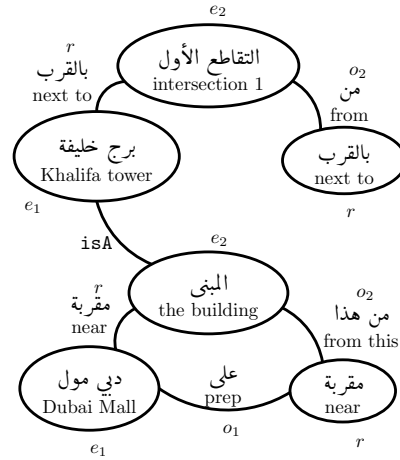 e₂
التقاطع الأول
intersection 1
r
بالقرب
next to
o₂
من
from
برج خليفة
Khalifa tower
e₁
بالقرب
next to
r
isA
e₂
المبنى
the building
r
مقربة
near
o₂
من هذا
from this
دبي مول
Dubai Mall
e₁
على
prep
o₁
مقربة
near
r